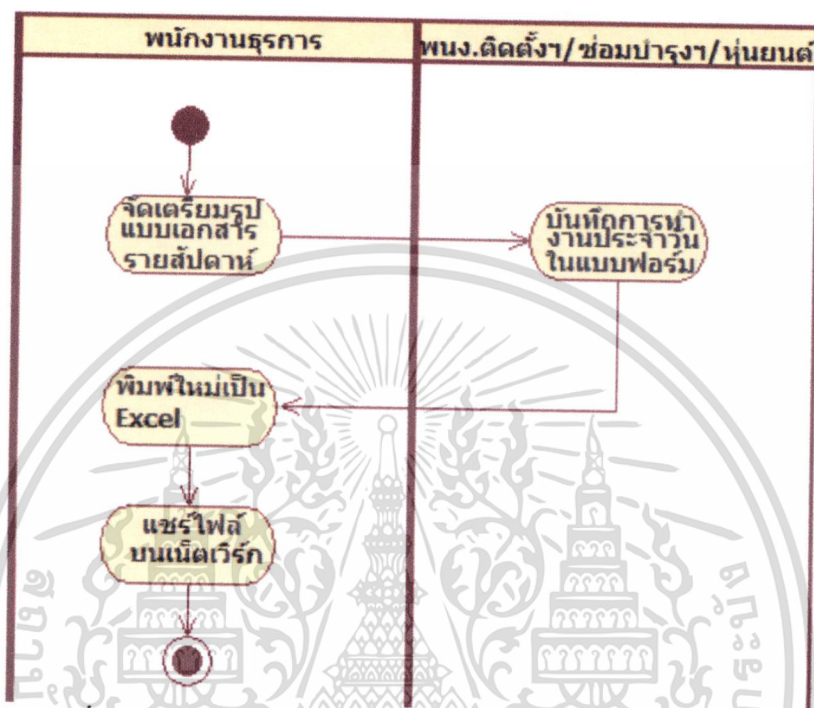 พนักงานธุรการ
พนง.ติดตั้งฯ/ซ่อมบำรุงฯ/หุ่นยนต์
จัดเตรียมรูป
แบบเอกสาร
รายสัปดาห์
บันทึกการทำ
งานประจำวัน
ในแบบฟอร์ม
พิมพ์ใหม่เป็น
Excel
แชร์ไฟล์
บนเน็ตเวิร์ก